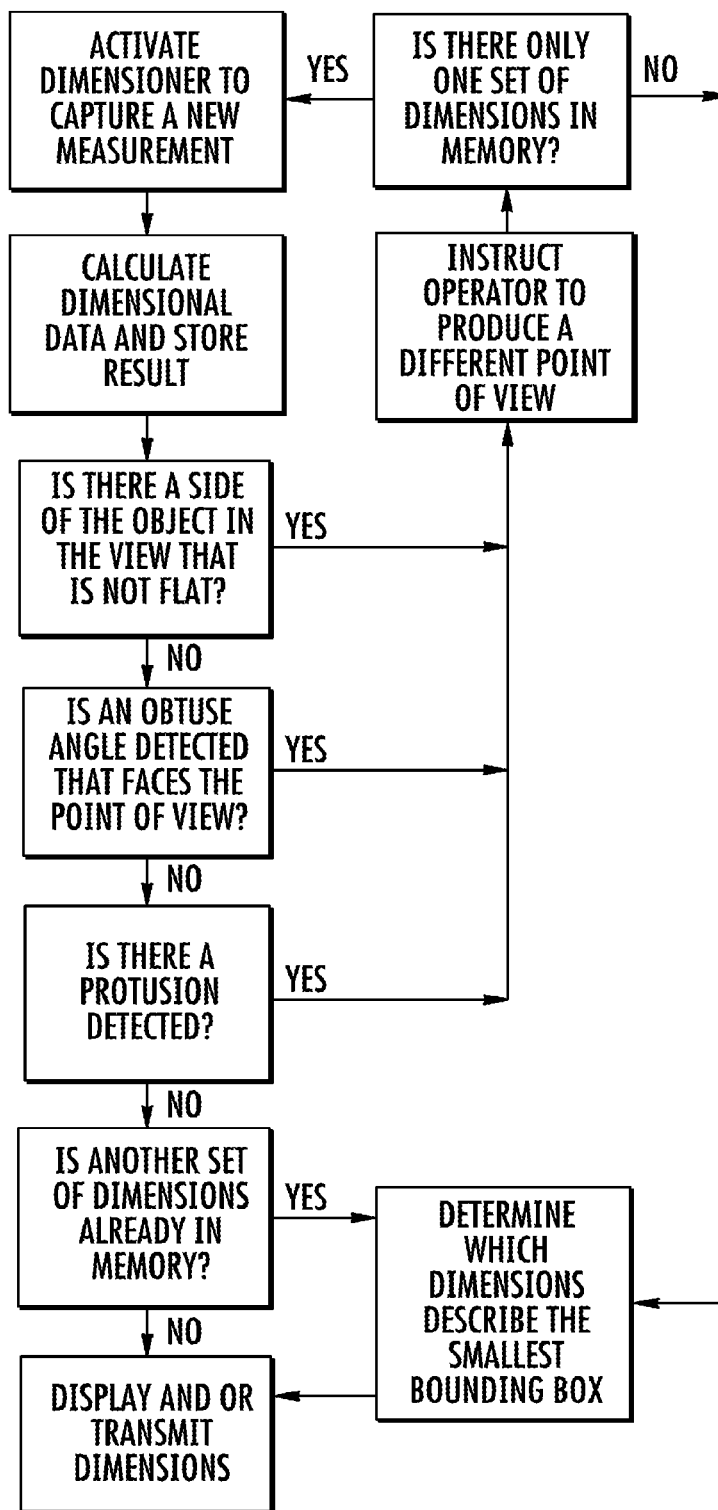 ACTIVATE
DIMENSIONER TO
CAPTURE A NEW
MEASUREMENT
YES
IS THERE ONLY
ONE SET OF
DIMENSIONS IN
MEMORY?
NO
CALCULATE
DIMENSIONAL
DATA AND STORE
RESULT
INSTRUCT
OPERATOR TO
PRODUCE A
DIFFERENT POINT
OF VIEW
IS THERE A SIDE
OF THE OBJECT IN
THE VIEW THAT
IS NOT FLAT?
YES
NO
IS AN OBTUSE
ANGLE DETECTED
THAT FACES THE
POINT OF VIEW?
YES
NO
IS THERE A
PROTUSION
DETECTED?
YES
NO
IS ANOTHER SET
OF DIMENSIONS
ALREADY IN
MEMORY?
YES
NO
DETERMINE
WHICH
DIMENSIONS
DESCRIBE THE
SMALLEST
BOUNDING BOX
DISPLAY AND OR
TRANSMIT
DIMENSIONS